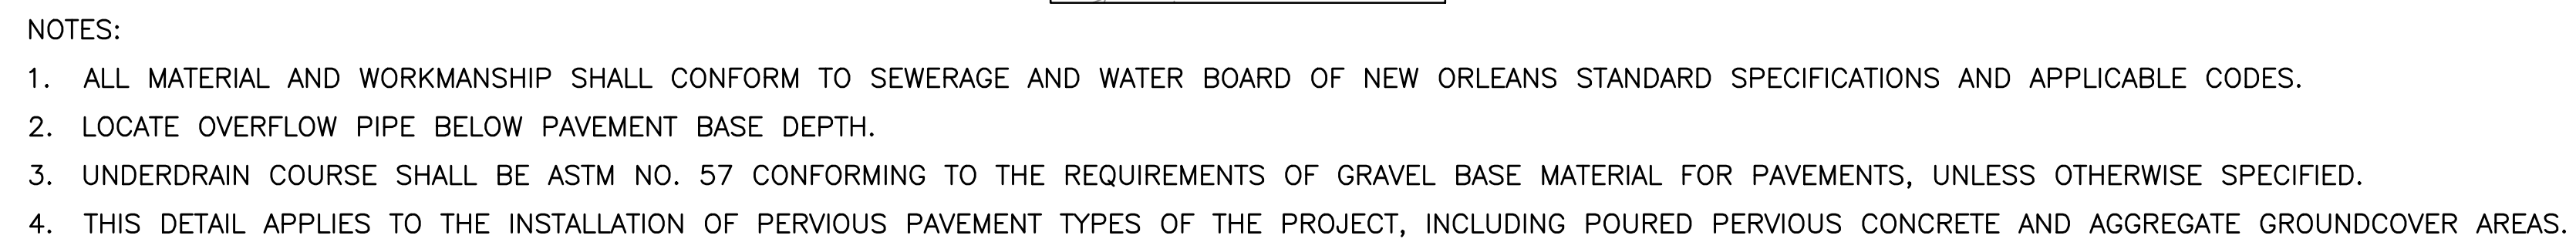 NOTES:
1. ALL MATERIAL AND WORKMANSHIP SHALL CONFORM TO SEWERAGE AND WATER BOARD OF NEW ORLEANS STANDARD SPECIFICATIONS AND APPLICABLE CODES.
2. LOCATE OVERFLOW PIPE BELOW PAVEMENT BASE DEPTH.
3. UNDERDRAIN COURSE SHALL BE ASTM NO. 57 CONFORMING TO THE REQUIREMENTS OF GRAVEL BASE MATERIAL FOR PAVEMENTS, UNLESS OTHERWISE SPECIFIED.
4. THIS DETAIL APPLIES TO THE INSTALLATION OF PERVIOUS PAVEMENT TYPES OF THE PROJECT, INCLUDING POURED PERVIOUS CONCRETE AND AGGREGATE GROUNDCOVER AREAS.